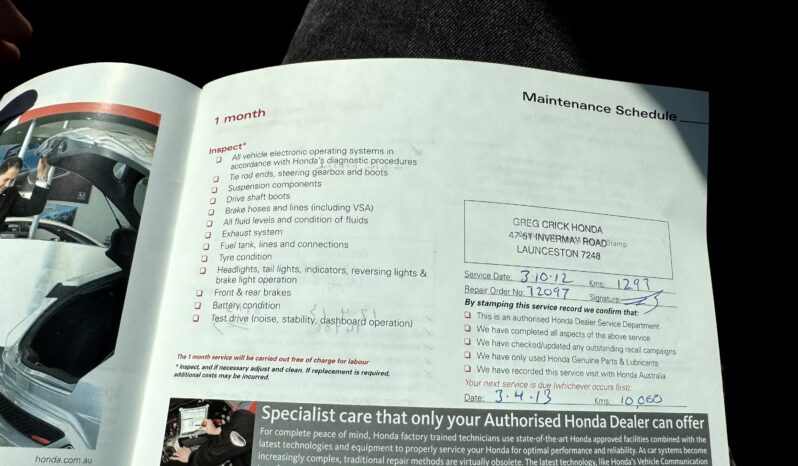 Maintenance Schedule
1 month
Inspect*
All vehicle electronic operating systems in
accordance with Honda's diagnostic procedures
Tie rod ends, steering gearbox and boots
Suspension components
Drive shaft boots
Brake hoses and lines (including VSA)
All fluid levels and condition of fluids
Exhaust system
Fuel tank, lines and connections
Tyre condition
Headlights, tail lights, indicators, reversing lights &
brake light operation
Front & rear brakes
Battery condition
Test drive (noise, stability, dashboard operation)
The 1 month service will be carried out free of charge for labour
* Inspect, and if necessary adjust and clean. If replacement is required,
additional costs may be incurred.
GREG CRICK HONDA
47-51 INVERMAY ROAD Stamp
LAUNCESTON 7248
Service Date: 3.10.12 Kms: 1297
Repair Order No: 72097 Signature:
By stamping this service record we confirm that:
This is an authorised Honda Dealer Service Department
We have completed all aspects of the above service
We have checked/updated any outstanding recall campaigns
We have only used Honda Genuine Parts & Lubricants
We have recorded this service visit with Honda Australia
Your next service is due (whichever occurs first).
Date: 3.4.13 Kms: 10,000
honda.com.au
Specialist care that only your Authorised Honda Dealer can offer
For complete peace of mind, Honda factory trained technicians use state-of-the-art Honda approved facilities combined with the
latest technologies and equipment to properly service your Honda for optimal performance and reliability. As car systems become
increasingly complex, traditional repair methods are virtually obsolete. The latest technology, like Honda's Vehicle Communication